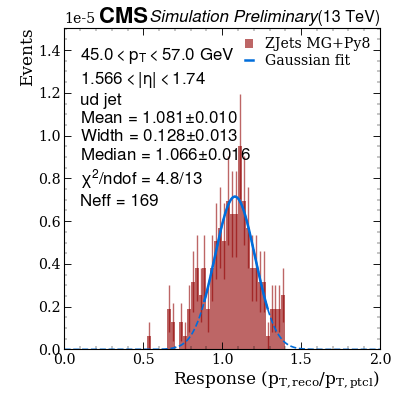 1e-5 CMS Simulation Preliminary (13 TeV)
Events
45.0 < p_T < 57.0 GeV
1.566 < |η| < 1.74
ud jet
Mean = 1.081±0.010
Width = 0.128±0.013
Median = 1.066±0.016
χ²/ndof = 4.8/13
Neff = 169
ZJets MG+Py8
Gaussian fit
1.4
1.2
1.0
0.8
0.6
0.4
0.2
0.0
0.0 0.5 1.0 1.5 2.0
Response (p_T,reco/p_T,ptcl)